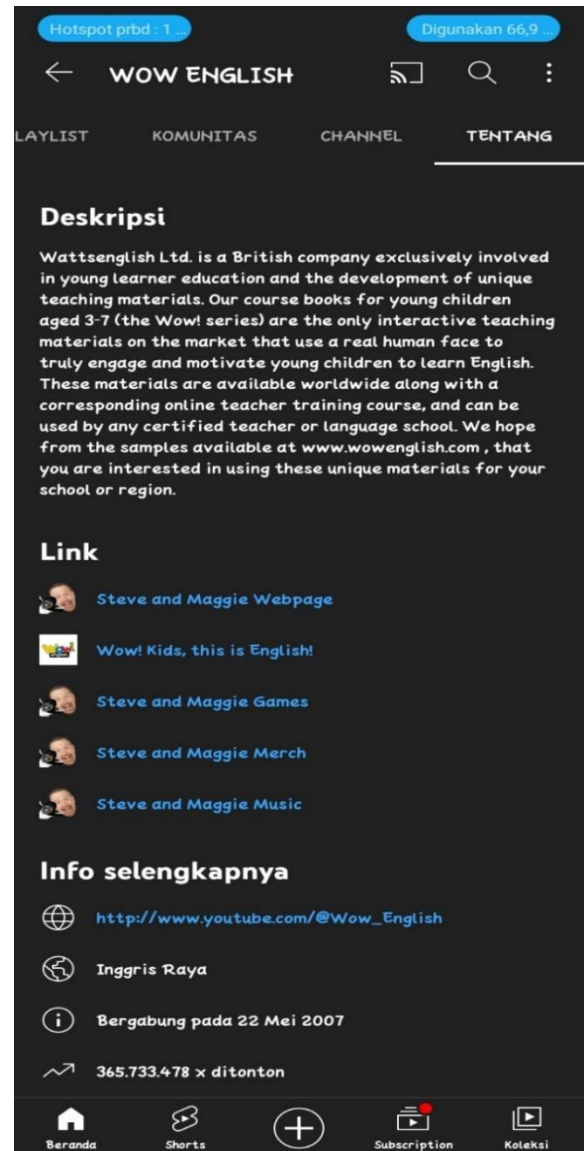 Hotspot prbd : 1 ...
Digunakan 66,9 ...
WOW ENGLISH
LAYLIST KOMUNITAS CHANNEL TENTANG
Deskripsi
Wattsenglish Ltd. is a British company exclusively involved
in young learner education and the development of unique
teaching materials. Our course books for young children
aged 3-7 (the Wow! series) are the only interactive teaching
materials on the market that use a real human face to
truly engage and motivate young children to learn English.
These materials are available worldwide along with a
corresponding online teacher training course, and can be
used by any certified teacher or language school. We hope
from the samples available at www.wowenglish.com , that
you are interested in using these unique materials for your
school or region.
Link
Steve and Maggie Webpage
Wow! Kids, this is English!
Steve and Maggie Games
Steve and Maggie Merch
Steve and Maggie Music
Info selengkapnya
http://www.youtube.com/@Wow_English
Inggris Raya
Bergabung pada 22 Mei 2007
365.733.478 x ditonton
Beranda Shorts Subscription Koleksi